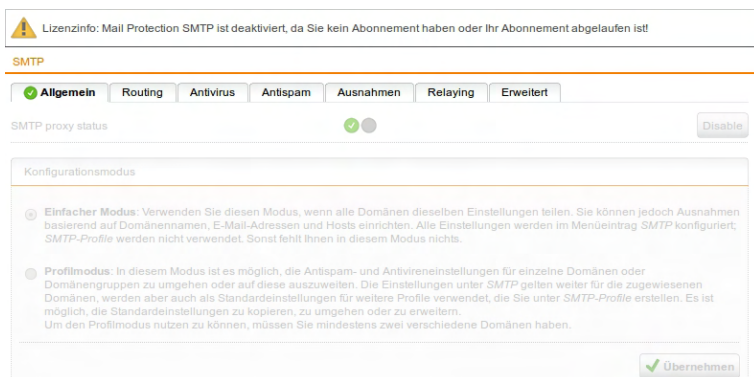 Lizenzinfo: Mail Protection SMTP ist deaktiviert, da Sie kein Abonnement haben oder Ihr Abonnement abgelaufen ist!
SMTP
Allgemein Routing Antivirus Antispam Ausnahmen Relaying Erweitert
SMTP proxy status Disable
Konfigurationsmodus
Einfacher Modus: Verwenden Sie diesen Modus, wenn alle Domänen dieselben Einstellungen teilen. Sie können jedoch Ausnahmen
basierend auf Domänennamen, E-Mail-Adressen und Hosts einrichten. Alle Einstellungen werden im Menüeintrag SMTP konfiguriert;
SMTP-Profile werden nicht verwendet. Sonst fehlt Ihnen in diesem Modus nichts.
Profilmodus: In diesem Modus ist es möglich, die Antispam- und Antivireneinstellungen für einzelne Domänen oder
Domänengruppen zu umgehen oder auf diese auszuweiten. Die Einstellungen unter SMTP gelten weiter für die zugewiesenen
Domänen, werden aber auch als Standardeinstellungen für weitere Profile verwendet, die Sie unter SMTP-Profile erstellen. Es ist
möglich, die Standardeinstellungen zu kopieren, zu umgehen oder zu erweitern.
Um den Profilmodus nutzen zu können, müssen Sie mindestens zwei verschiedene Domänen haben.
Übernehmen